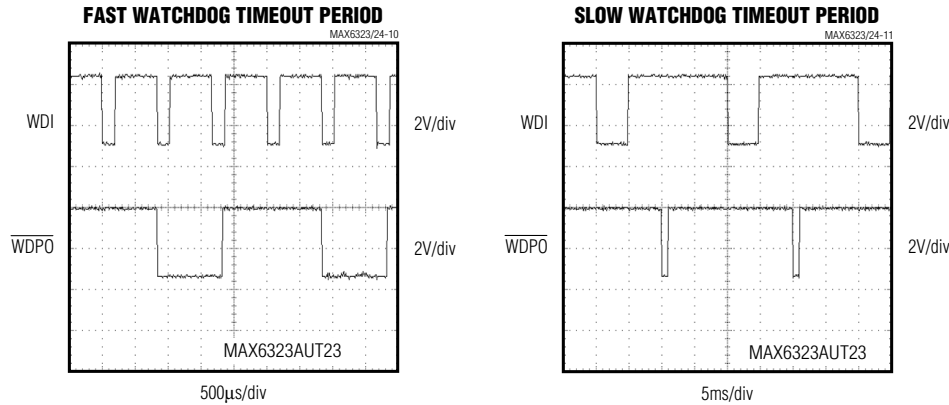 FAST WATCHDOG TIMEOUT PERIOD
MAX6323/24-10
WDI
2V/div
WDPO
2V/div
MAX6323AUT23
500μs/div
SLOW WATCHDOG TIMEOUT PERIOD
MAX6323/24-11
WDI
2V/div
WDPO
2V/div
MAX6323AUT23
5ms/div